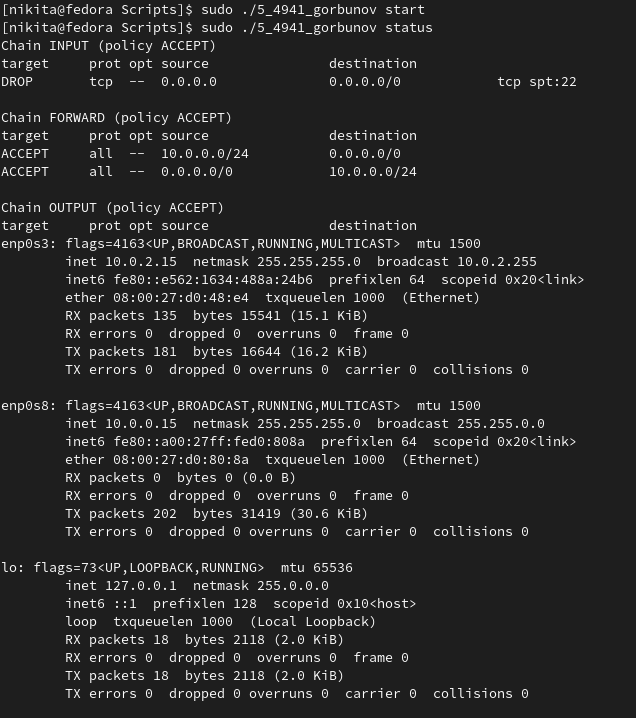 [nikita@fedora Scripts]$ sudo ./5_4941_gorbunov start
[nikita@fedora Scripts]$ sudo ./5_4941_gorbunov status
Chain INPUT (policy ACCEPT)
target     prot opt source               destination
DROP       tcp  --  0.0.0.0              0.0.0.0/0            tcp spt:22

Chain FORWARD (policy ACCEPT)
target     prot opt source               destination
ACCEPT     all  --  10.0.0.0/24          0.0.0.0/0
ACCEPT     all  --  0.0.0.0/0            10.0.0.0/24

Chain OUTPUT (policy ACCEPT)
target     prot opt source               destination
enp0s3: flags=4163<UP,BROADCAST,RUNNING,MULTICAST>  mtu 1500
        inet 10.0.2.15  netmask 255.255.255.0  broadcast 10.0.2.255
        inet6 fe80::e562:1634:488a:24b6  prefixlen 64  scopeid 0x20<link>
        ether 08:00:27:d0:48:e4  txqueuelen 1000  (Ethernet)
        RX packets 135  bytes 15541 (15.1 KiB)
        RX errors 0  dropped 0  overruns 0  frame 0
        TX packets 181  bytes 16644 (16.2 KiB)
        TX errors 0  dropped 0 overruns 0  carrier 0  collisions 0

enp0s8: flags=4163<UP,BROADCAST,RUNNING,MULTICAST>  mtu 1500
        inet 10.0.0.15  netmask 255.255.255.0  broadcast 255.255.0.0
        inet6 fe80::a00:27ff:fed0:808a  prefixlen 64  scopeid 0x20<link>
        ether 08:00:27:d0:80:8a  txqueuelen 1000  (Ethernet)
        RX packets 0  bytes 0 (0.0 B)
        RX errors 0  dropped 0  overruns 0  frame 0
        TX packets 202  bytes 31419 (30.6 KiB)
        TX errors 0  dropped 0 overruns 0  carrier 0  collisions 0

lo: flags=73<UP,LOOPBACK,RUNNING>  mtu 65536
        inet 127.0.0.1  netmask 255.0.0.0
        inet6 ::1  prefixlen 128  scopeid 0x10<host>
        loop  txqueuelen 1000  (Local Loopback)
        RX packets 18  bytes 2118 (2.0 KiB)
        RX errors 0  dropped 0  overruns 0  frame 0
        TX packets 18  bytes 2118 (2.0 KiB)
        TX errors 0  dropped 0 overruns 0  carrier 0  collisions 0